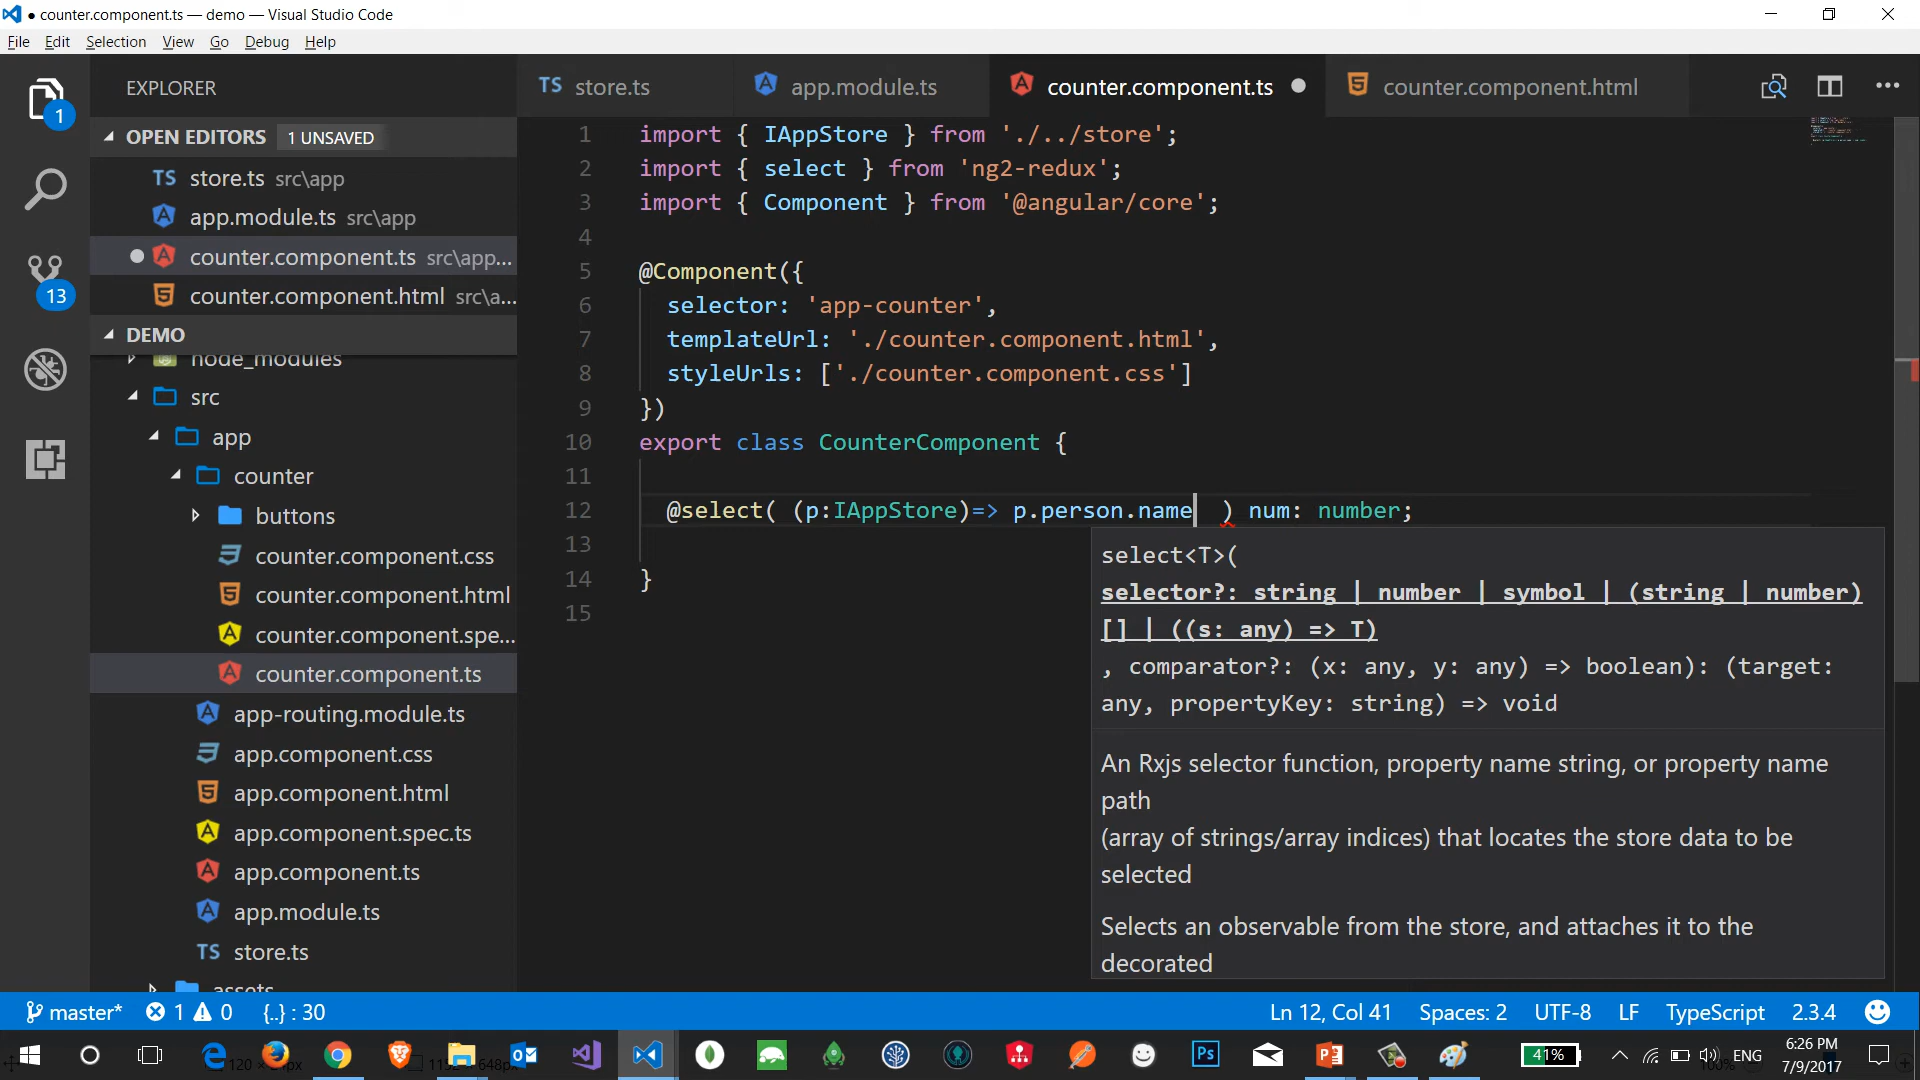 ● counter.component.ts — demo — Visual Studio Code
File Edit Selection View Go Debug Help
EXPLORER
OPEN EDITORS 1 UNSAVED
TS store.ts src\app
app.module.ts src\app
counter.component.ts src\app...
counter.component.html src\a...
DEMO
node_modules
src
app
counter
buttons
counter.component.css
counter.component.html
counter.component.spe...
counter.component.ts
app-routing.module.ts
app.component.css
app.component.html
app.component.spec.ts
app.component.ts
app.module.ts
TS store.ts
assets
1
13
TS store.ts app.module.ts counter.component.ts counter.component.html
1 import { IAppStore } from './../store';
2 import { select } from 'ng2-redux';
3 import { Component } from '@angular/core';
4
5 @Component({
6 selector: 'app-counter',
7 templateUrl: './counter.component.html',
8 styleUrls: ['./counter.component.css']
9 })
10 export class CounterComponent {
11
12 @select( (p:IAppStore)=> p.person.name ) num: number;
13
14 }
15
select<T>(
selector?: string | number | symbol | (string | number)
[] | ((s: any) => T)
, comparator?: (x: any, y: any) => boolean): (target:
any, propertyKey: string) => void
An Rxjs selector function, property name string, or property name
path
(array of strings/array indices) that locates the store data to be
selected
Selects an observable from the store, and attaches it to the
decorated
master* 1 0 {..} : 30 Ln 12, Col 41 Spaces: 2 UTF-8 LF TypeScript 2.3.4
41% ENG 6:26 PM
7/9/2017
Ps